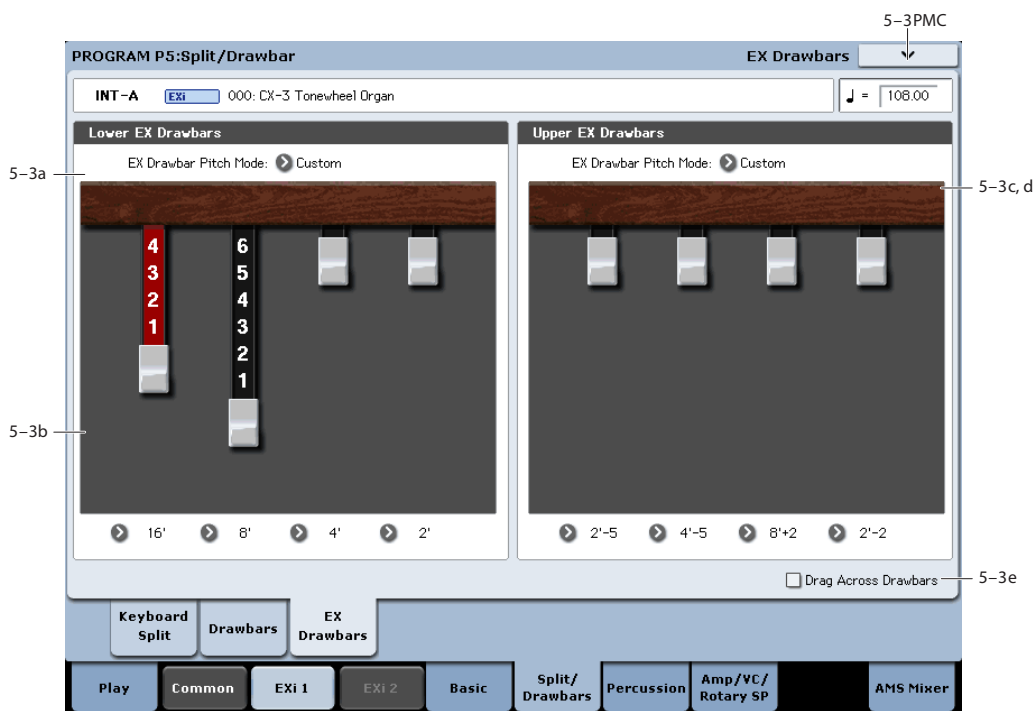 5-3PMC
PROGRAM P5:Split/Drawbar EX Drawbars
INT-A EXi 000: CX-3 Tonewheel Organ ♩ = 108.00
Lower EX Drawbars
EX Drawbar Pitch Mode: Custom
5-3a
4
3
2
1
6
5
4
3
2
1
5-3b
16' 8' 4' 2'
Upper EX Drawbars
EX Drawbar Pitch Mode: Custom
5-3c, d
2'-5 4'-5 8'+2 2'-2
Drag Across Drawbars
5-3e
Keyboard
Split
Drawbars
EX
Drawbars
Play
Common
EXi 1
EXi 2
Basic
Split/
Drawbars
Percussion
Amp/VC/
Rotary SP
AMS Mixer